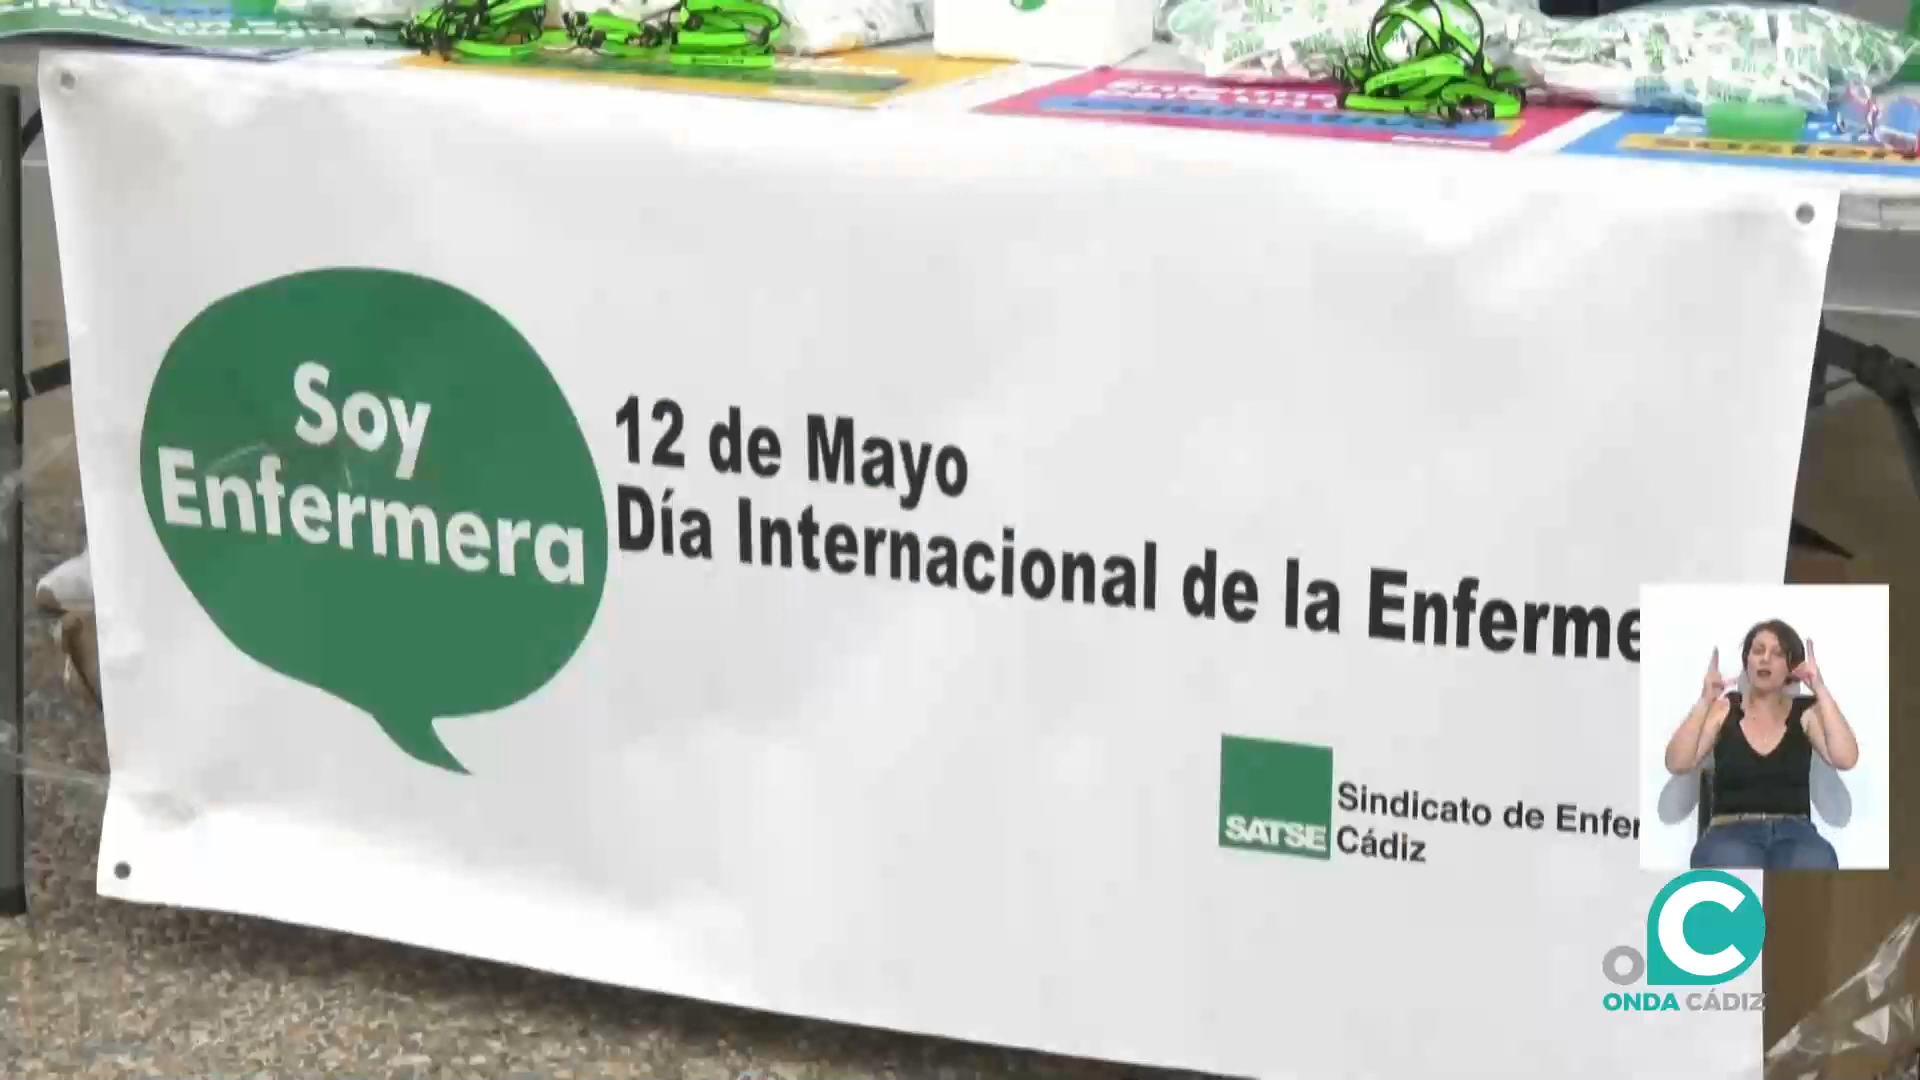 Soy
Enfermera
12 de Mayo
Día Internacional de la Enferme
SATSE
Sindicato de Enfer
Cádiz
ONDA CÁDIZ